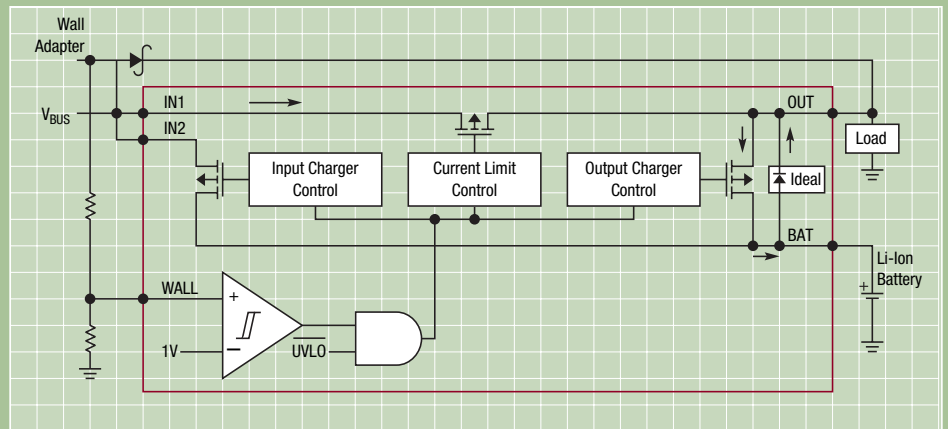 Wall
Adapter
VBUS
IN1
IN2
OUT
Load
Input Charger
Control
Current Limit
Control
Output Charger
Control
Ideal
BAT
Li-Ion
Battery
+
WALL
+
1V
−
UVLO